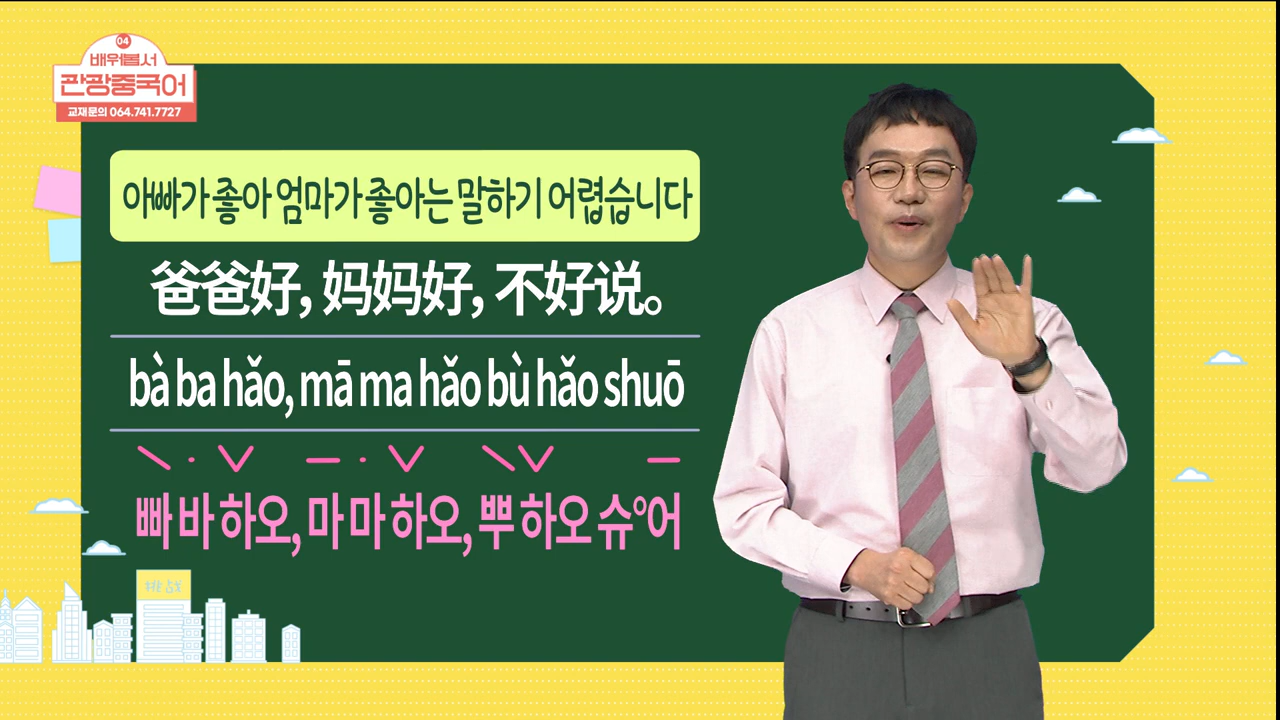 04
배워봅서
관광중국어
교재문의 064.741.7727
아빠가 좋아 엄마가 좋아는 말하기 어렵습니다
爸爸好, 妈妈好, 不好说。
bà ba hǎo, mā ma hǎo bù hǎo shuō
빠 바 하오, 마 마 하오, 뿌 하오 슈°어
挑战